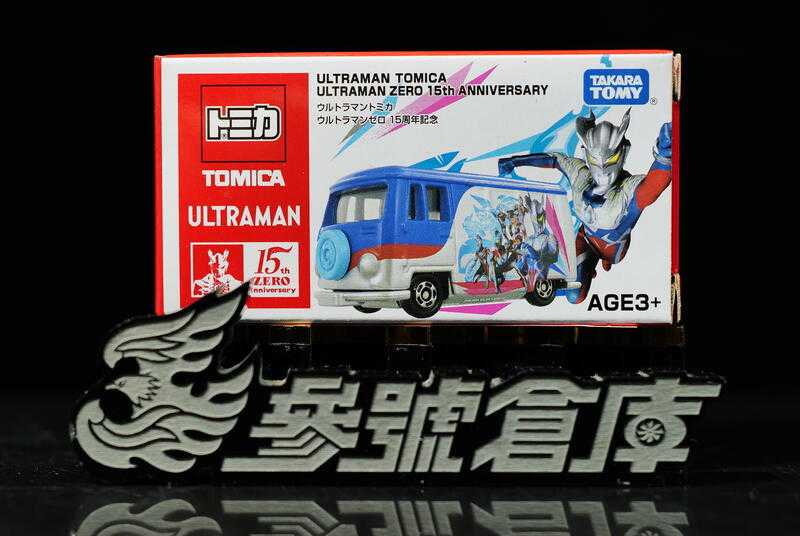 トミカ
TOMICA
ULTRAMAN
15th
ZERO
Anniversary
ULTRAMAN TOMICA
ULTRAMAN ZERO 15th ANNIVERSARY
ウルトラマントミカ
ウルトラマンゼロ 15周年記念
TAKARA
TOMY
®
AGE3+
參號倉庫